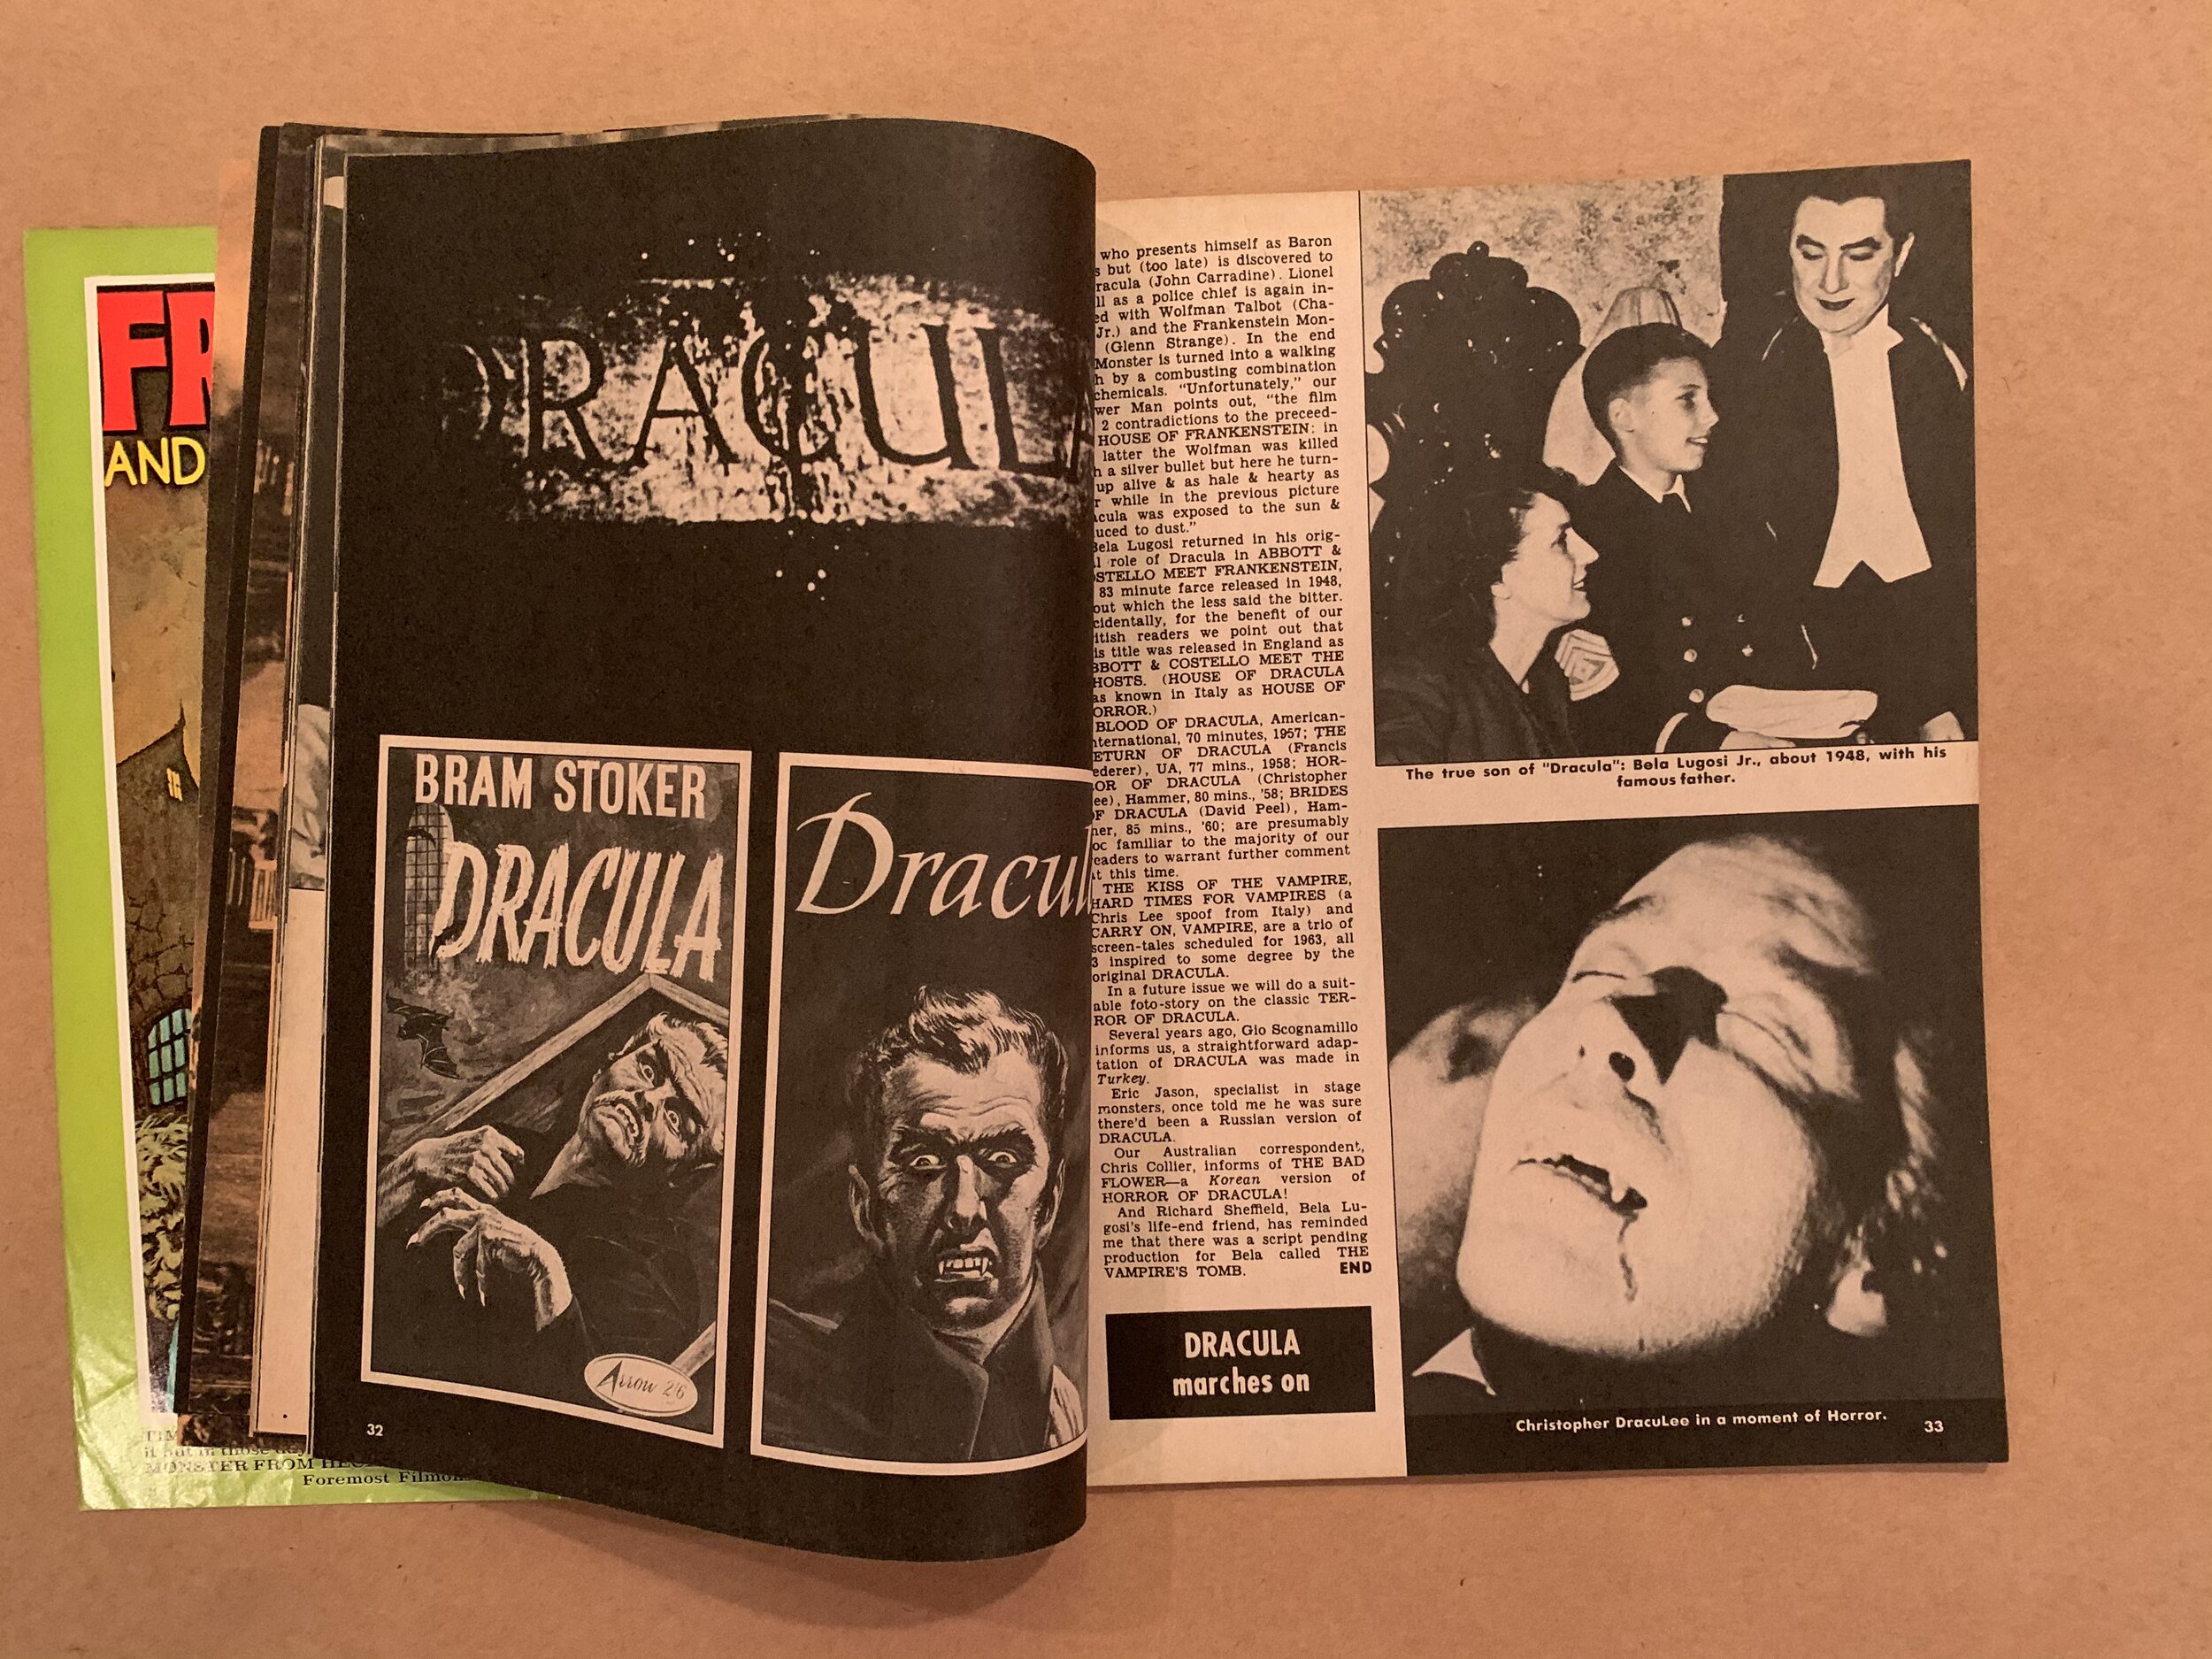 FR
AND
TIM
MONSTER FROM
Foremost
DRACUL
BRAM STOKER
DRACULA
Arrow 2/6
32
Dracul
who presents himself as Baron
s but (too late) is discovered to
racula (John Carradine). Lionel
ll as a police chief is again in-
ed with Wolfman Talbot (Cha-
Jr.) and the Frankenstein Mon-
(Glenn Strange). In the end
Monster is turned into a walking
h by a combusting combination
chemicals. "Unfortunately," our
wer Man points out, "the film
2 contradictions to the preceed-
HOUSE OF FRANKENSTEIN: in
latter the Wolfman was killed
h a silver bullet but here he turn-
up alive & as hale & hearty as
r while in the previous picture
acula was exposed to the sun &
uced to dust."
Bela Lugosi returned in his orig-
l role of Dracula in ABBOTT &
OSTELLO MEET FRANKENSTEIN,
83 minute farce released in 1948,
out which the less said the bitter.
cidentally, for the benefit of our
itish readers we point out that
is title was released in England as
BBOTT & COSTELLO MEET THE
HOSTS. (HOUSE OF DRACULA
as known in Italy as HOUSE OF
ORROR.)
BLOOD OF DRACULA, American-
nternational, 70 minutes, 1957; THE
ETURN OF DRACULA (Francis
ederer), UA, 77 mins., 1958; HOR-
OR OF DRACULA (Christopher
ee), Hammer, 80 mins., '58; BRIDES
OF DRACULA (David Peel), Ham-
mer, 85 mins., '60; are presumably
oc familiar to the majority of our
eaders to warrant further comment
t this time.
THE KISS OF THE VAMPIRE,
HARD TIMES FOR VAMPIRES (a
Chris Lee spoof from Italy) and
CARRY ON, VAMPIRE, are a trio of
screen-tales scheduled for 1963, all
3 inspired to some degree by the
original DRACULA.
In a future issue we will do a suit-
able foto-story on the classic TER-
ROR OF DRACULA.
Several years ago, Gio Scognamillo
informs us, a straightforward adap-
tation of DRACULA was made in
Turkey.
Eric Jason, specialist in stage
monsters, once told me he was sure
there'd been a Russian version of
DRACULA.
Our Australian correspondent,
Chris Collier, informs of THE BAD
FLOWER—a Korean version of
HORROR OF DRACULA!
And Richard Sheffield, Bela Lu-
gosi's life-end friend, has reminded
me that there was a script pending
production for Bela called THE
VAMPIRE'S TOMB. END
DRACULA
marches on
The true son of "Dracula": Bela Lugosi Jr., about 1948, with his
famous father.
Christopher DracuLee in a moment of Horror.
33